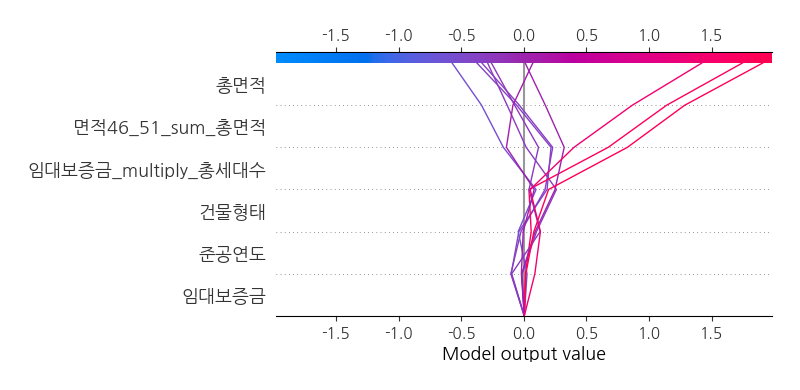 -1.5 -1.0 -0.5 0.0 0.5 1.0 1.5
총면적
면적46_51_sum_총면적
임대보증금_multiply_총세대수
건물형태
준공연도
임대보증금
-1.5 -1.0 -0.5 0.0 0.5 1.0 1.5
Model output value